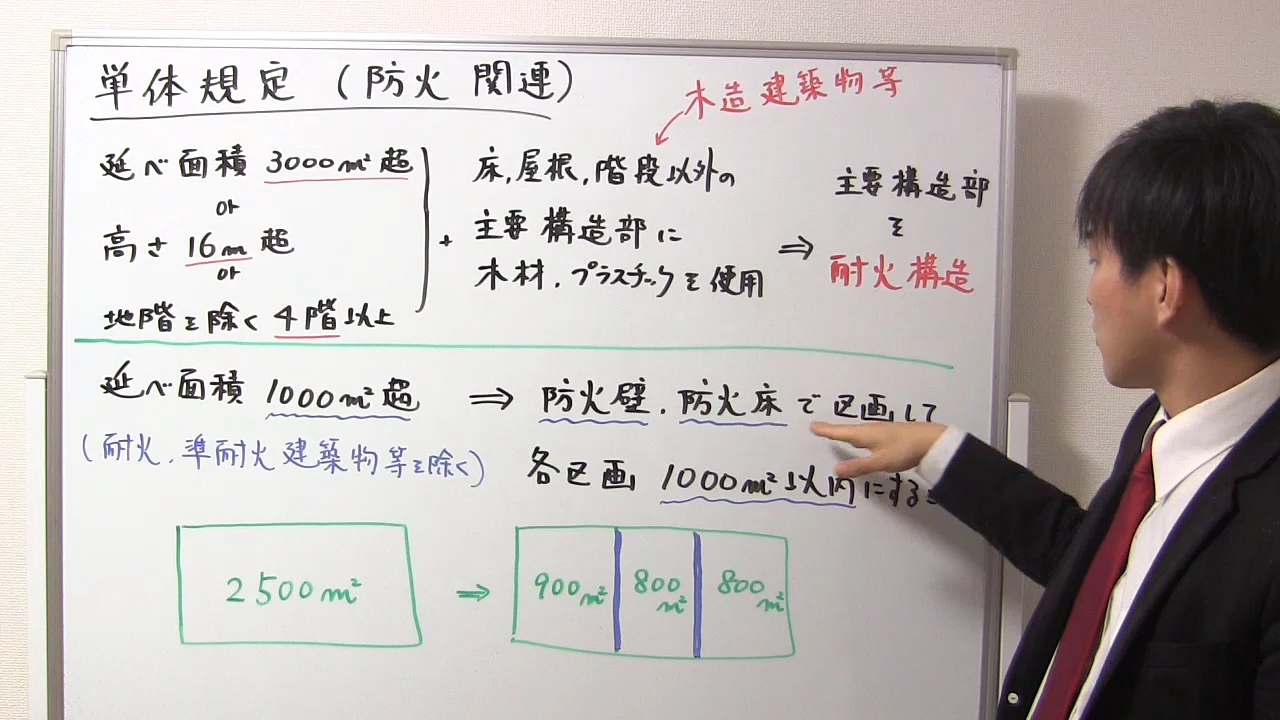 単体規定（防火関連）
木造建築物等
延べ面積 3000m²超
or
高さ 16m超
or
地階を除く 4階以上
+
床,屋根,階段以外の
主要構造部に
木材,プラスチックを使用
⇒
主要構造部
を
耐火構造
延べ面積 1000m²超 ⇒ 防火壁,防火床で区画して
(耐火,準耐火建築物等を除く)
各区画 1000m²以内にする
2500m² ⇒ 900m² 800m² 800m²